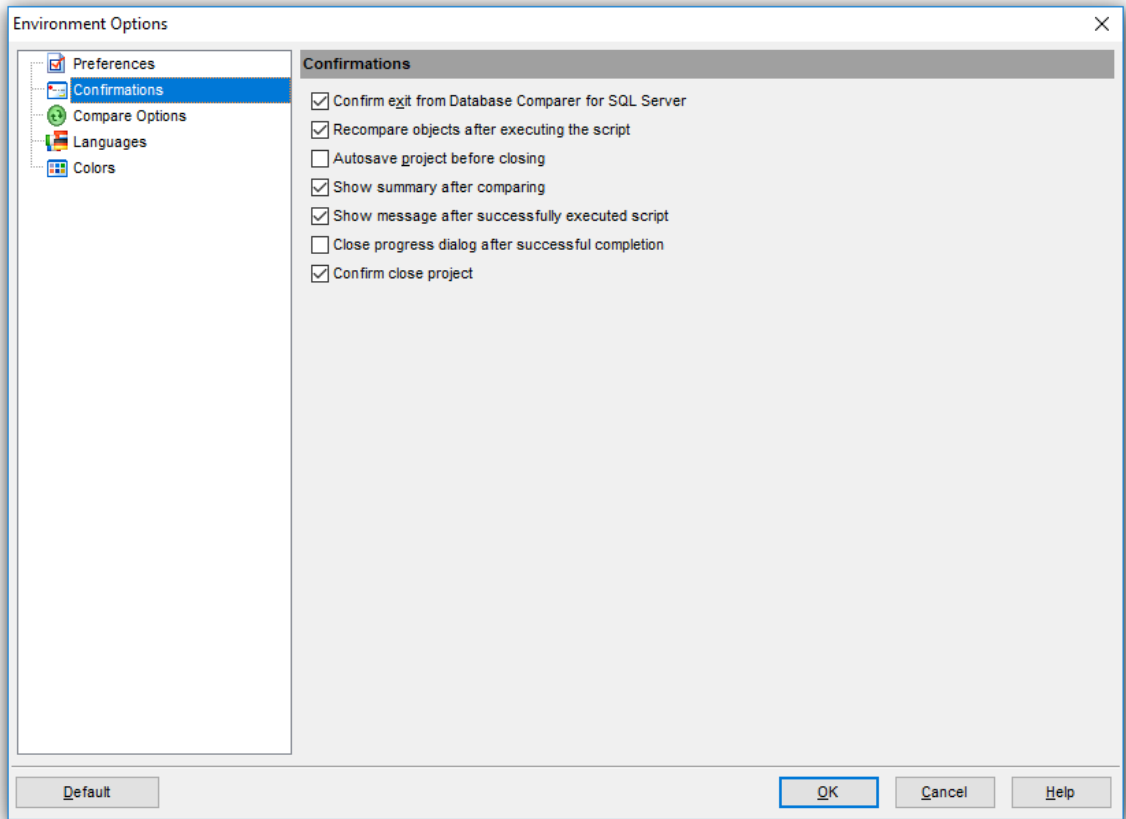 Environment Options
Preferences
Confirmations
Compare Options
Languages
Colors
Confirmations
Confirm exit from Database Comparer for SQL Server
Recompare objects after executing the script
Autosave project before closing
Show summary after comparing
Show message after successfully executed script
Close progress dialog after successful completion
Confirm close project
Default
OK
Cancel
Help